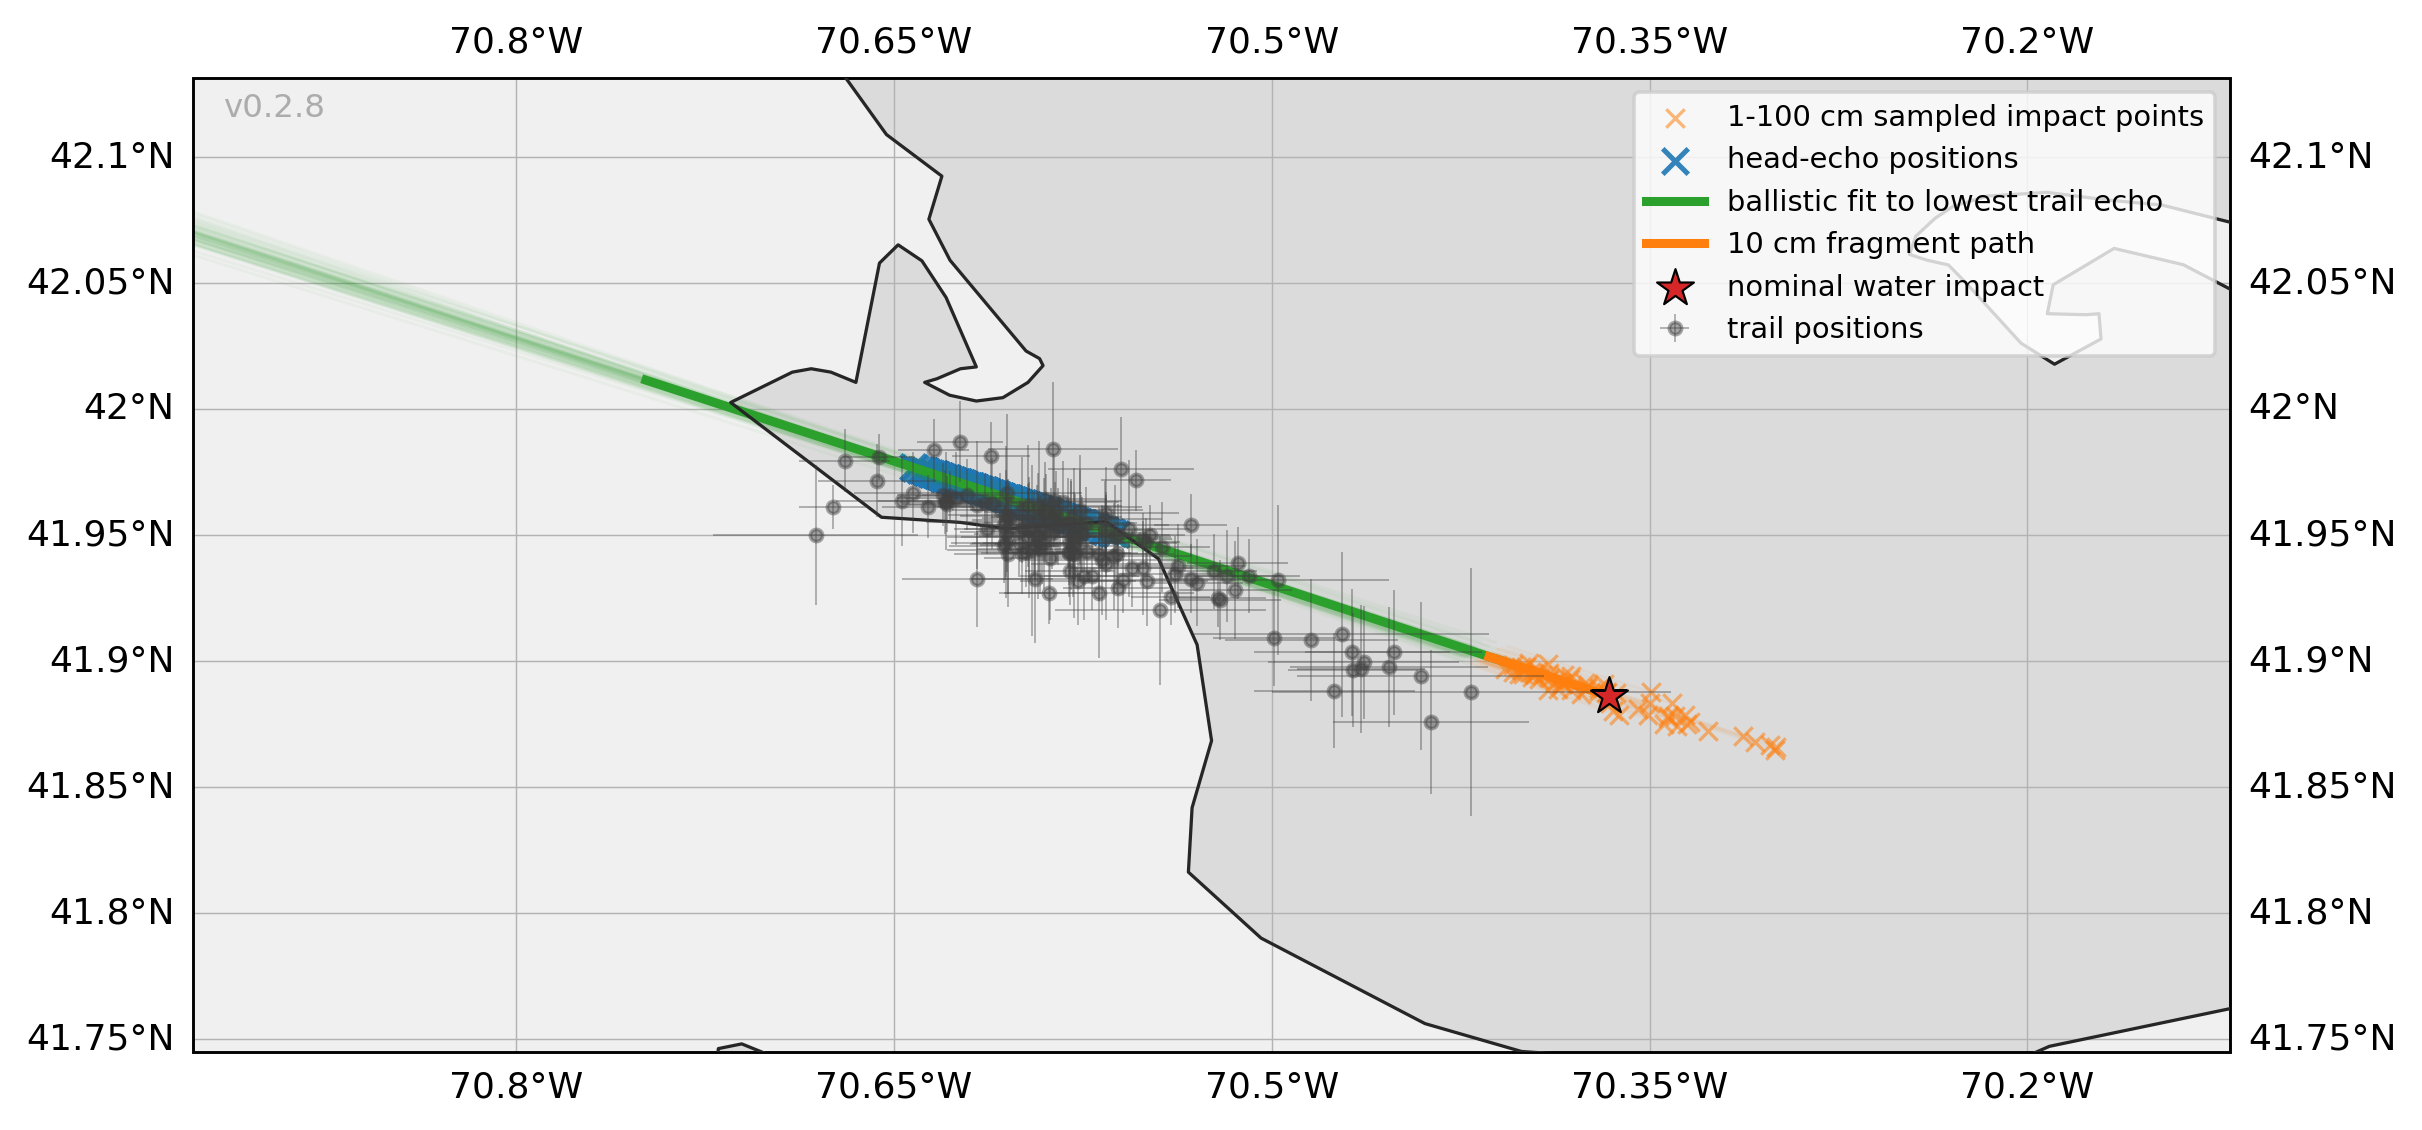 70.8°W 70.65°W 70.5°W 70.35°W 70.2°W
v0.2.8
1-100 cm sampled impact points
head-echo positions
ballistic fit to lowest trail echo
10 cm fragment path
nominal water impact
trail positions
42.1°N 42.1°N
42.05°N 42.05°N
42°N 42°N
41.95°N 41.95°N
41.9°N 41.9°N
41.85°N 41.85°N
41.8°N 41.8°N
41.75°N 41.75°N
70.8°W 70.65°W 70.5°W 70.35°W 70.2°W